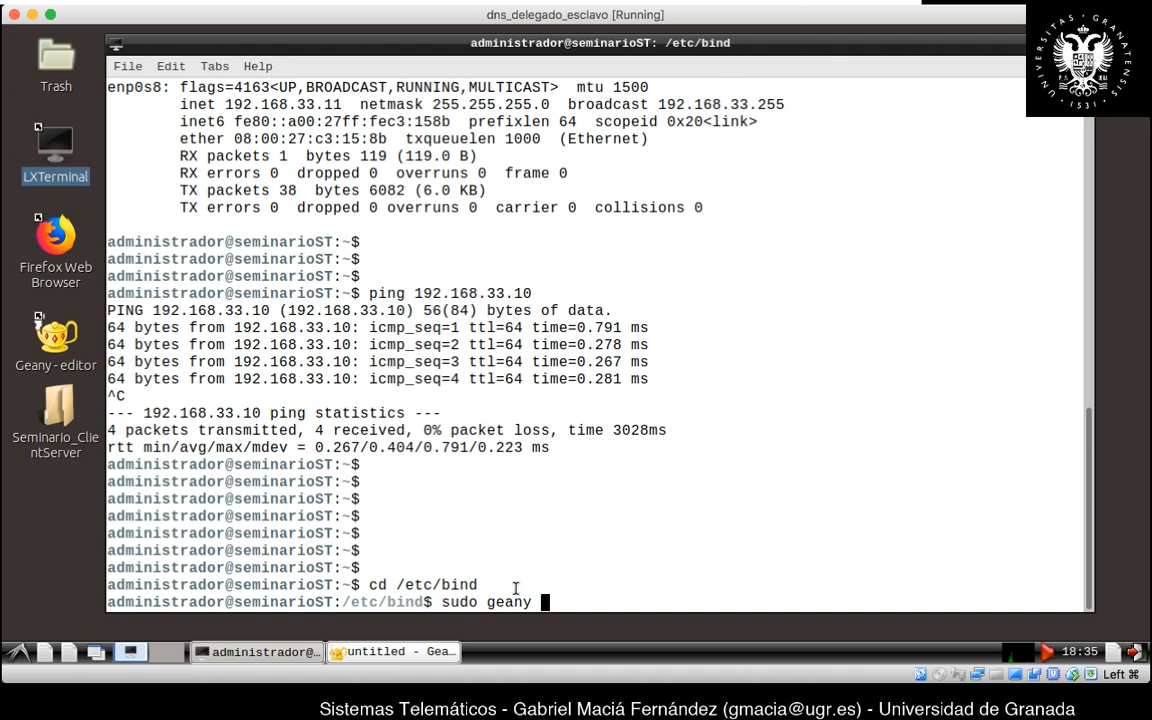 dns_delegado_esclavo [Running]
administrador@seminarioST: /etc/bind
File Edit Tabs Help
enp0s8: flags=4163<UP,BROADCAST,RUNNING,MULTICAST>  mtu 1500
        inet 192.168.33.11  netmask 255.255.255.0  broadcast 192.168.33.255
        inet6 fe80::a00:27ff:fec3:158b  prefixlen 64  scopeid 0x20<link>
        ether 08:00:27:c3:15:8b  txqueuelen 1000  (Ethernet)
        RX packets 1  bytes 119 (119.0 B)
        RX errors 0  dropped 0  overruns 0  frame 0
        TX packets 38  bytes 6082 (6.0 KB)
        TX errors 0  dropped 0 overruns 0  carrier 0  collisions 0
administrador@seminarioST:~$
administrador@seminarioST:~$
administrador@seminarioST:~$
administrador@seminarioST:~$ ping 192.168.33.10
PING 192.168.33.10 (192.168.33.10) 56(84) bytes of data.
64 bytes from 192.168.33.10: icmp_seq=1 ttl=64 time=0.791 ms
64 bytes from 192.168.33.10: icmp_seq=2 ttl=64 time=0.278 ms
64 bytes from 192.168.33.10: icmp_seq=3 ttl=64 time=0.267 ms
64 bytes from 192.168.33.10: icmp_seq=4 ttl=64 time=0.281 ms
^C
--- 192.168.33.10 ping statistics ---
4 packets transmitted, 4 received, 0% packet loss, time 3028ms
rtt min/avg/max/mdev = 0.267/0.404/0.791/0.223 ms
administrador@seminarioST:~$
administrador@seminarioST:~$
administrador@seminarioST:~$
administrador@seminarioST:~$
administrador@seminarioST:~$
administrador@seminarioST:~$
administrador@seminarioST:~$
administrador@seminarioST:~$ cd /etc/bind
administrador@seminarioST:/etc/bind$ sudo geany
Trash
LXTerminal
Firefox Web
Browser
Geany - editor
Seminario_Clie
ntServer
UNIVERSITAS · GRANATENSIS
· 1531 ·
administrador@...
untitled - Gea...
18:35
Left ⌘
Sistemas Telemáticos - Gabriel Maciá Fernández (gmacia@ugr.es) - Universidad de Granada